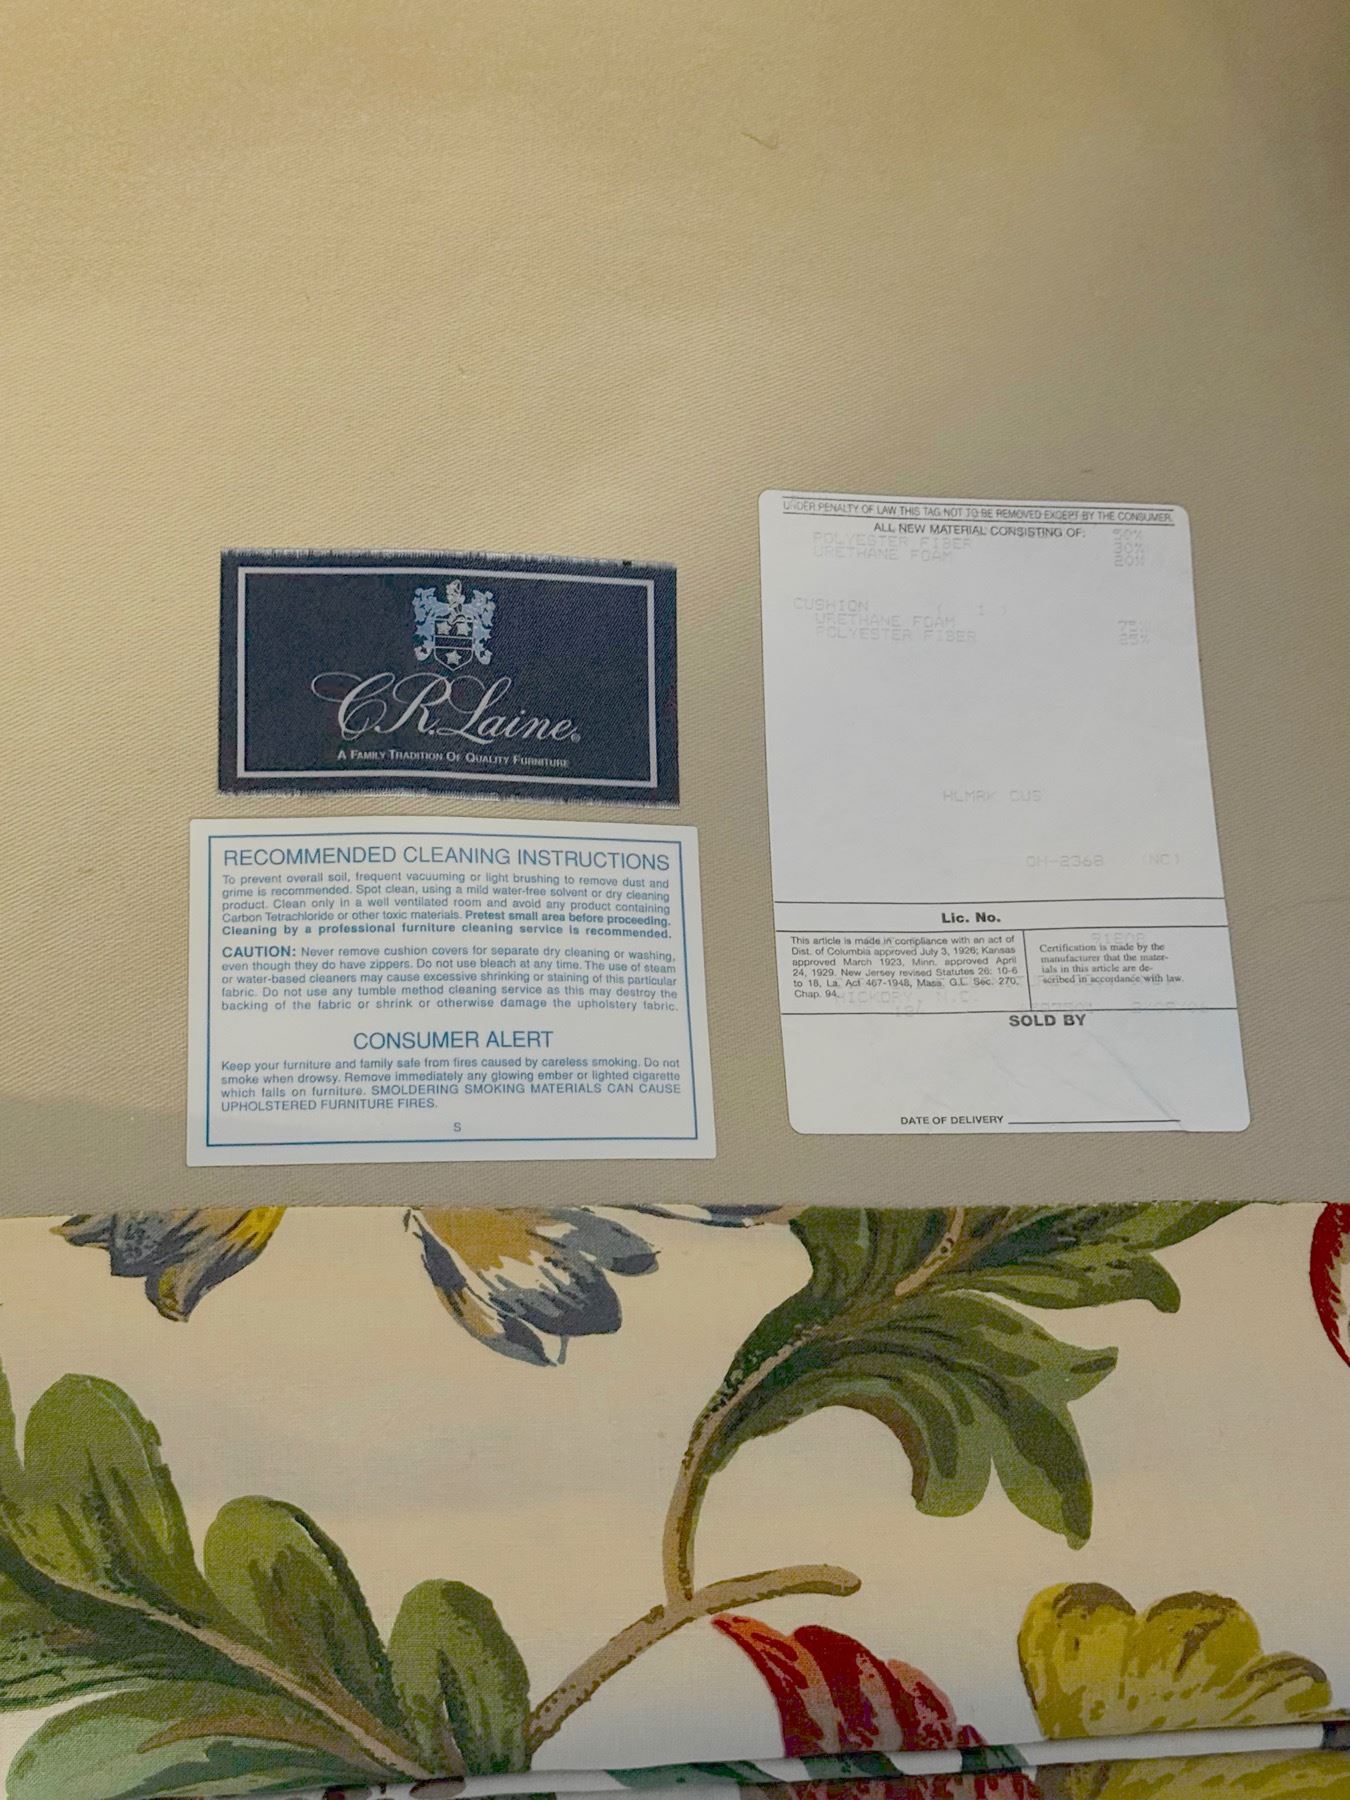 C.R. Laine®
A FAMILY TRADITION OF QUALITY FURNITURE
RECOMMENDED CLEANING INSTRUCTIONS
To prevent overall soil, frequent vacuuming or light brushing to remove dust and
grime is recommended. Spot clean, using a mild water-free solvent or dry cleaning
product. Clean only in a well ventilated room and avoid any product containing
Carbon Tetrachloride or other toxic materials. Pretest small area before proceeding.
Cleaning by a professional furniture cleaning service is recommended.
CAUTION: Never remove cushion covers for separate dry cleaning or washing,
even though they do have zippers. Do not use bleach at any time. The use of steam
or water-based cleaners may cause excessive shrinking or staining of this particular
fabric. Do not use any tumble method cleaning service as this may destroy the
backing of the fabric or shrink or otherwise damage the upholstery fabric.
CONSUMER ALERT
Keep your furniture and family safe from fires caused by careless smoking. Do not
smoke when drowsy. Remove immediately any glowing ember or lighted cigarette
which falls on furniture. SMOLDERING SMOKING MATERIALS CAN CAUSE
UPHOLSTERED FURNITURE FIRES.
S
UNDER PENALTY OF LAW THIS TAG NOT TO BE REMOVED EXCEPT BY THE CONSUMER.
ALL NEW MATERIAL CONSISTING OF:
POLYESTER FIBER
URETHANE FOAM 20%
CUSHION ( 1 )
URETHANE FOAM 75%
POLYESTER FIBER 25%
HLMRK CUS
OH-2368 (NC)
Lic. No.
This article is made in compliance with an act of
Dist. of Columbia approved July 3, 1926; Kansas
approved March 1923, Minn. approved April
24, 1929. New Jersey revised Statutes 26: 10-6
to 18, La. Act 467-1948, Mass. G.L. Sec. 270,
Chap. 94.
HICKORY, N.C.
Certification is made by the
manufacturer that the mater-
ials in this article are de-
scribed in accordance with law.
SOLD BY
DATE OF DELIVERY